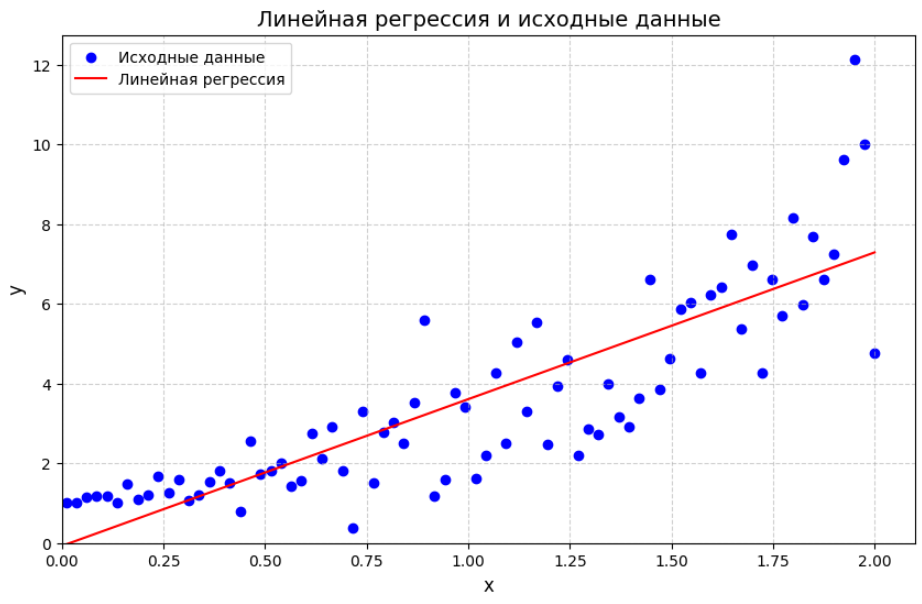 Линейная регрессия и исходные данные
Исходные данные
Линейная регрессия
12
10
8
6
4
2
0
y
0.00 0.25 0.50 0.75 1.00 1.25 1.50 1.75 2.00
x